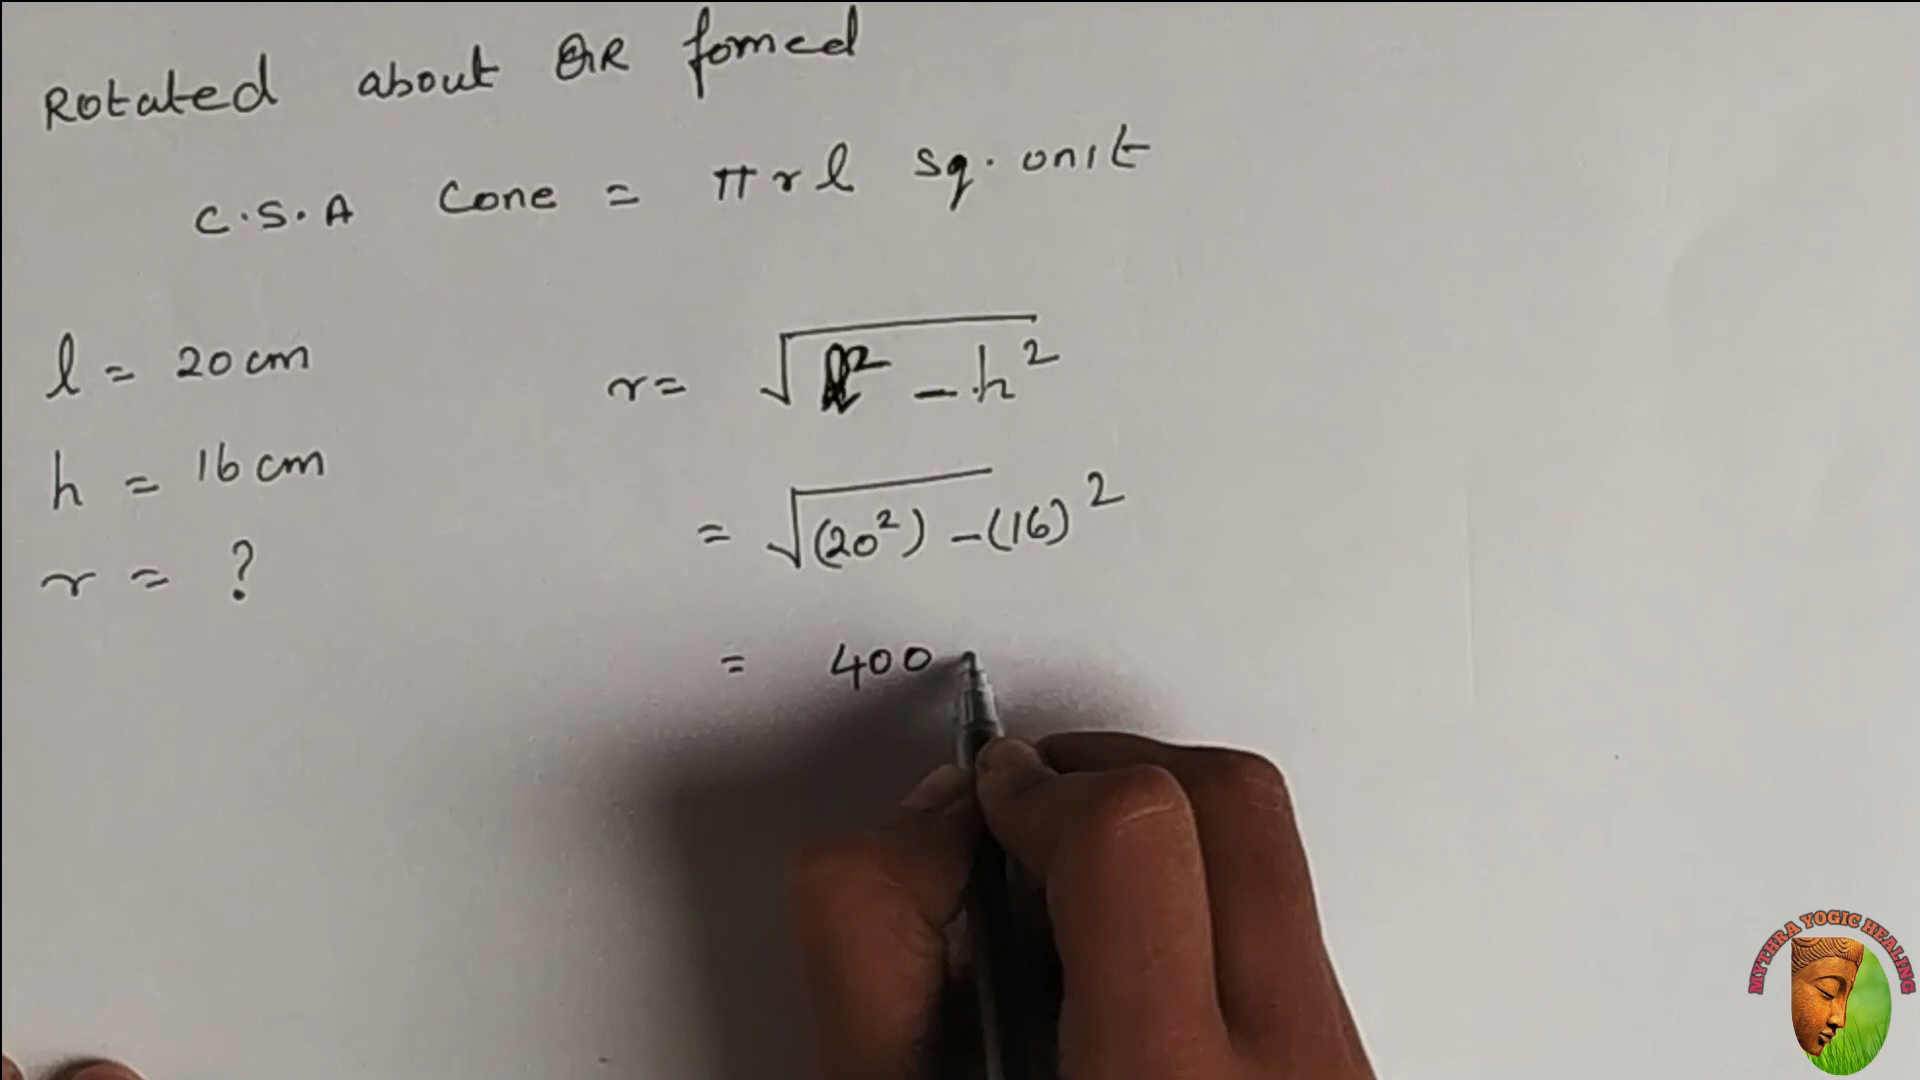 Rotated about QR fomed
C.S.A Cone = πrl sq. unit
l = 20 cm
r = √l² - h²
h = 16 cm
= √(20²) - (16)²
r = ?
= 400
MYTHRA YOGIC HEALING